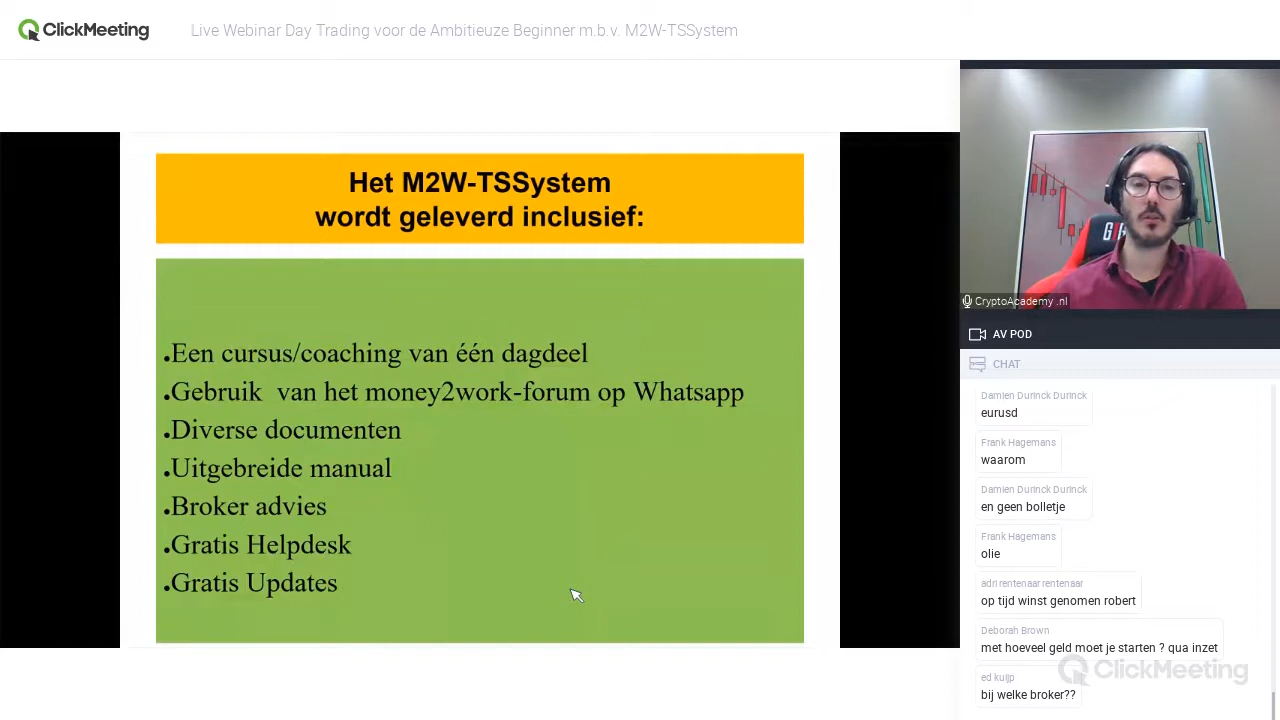 ClickMeeting
Live Webinar Day Trading voor de Ambitieuze Beginner m.b.v. M2W-TSSystem
Het M2W-TSSystem
wordt geleverd inclusief:
.Een cursus/coaching van één dagdeel
.Gebruik van het money2work-forum op Whatsapp
.Diverse documenten
.Uitgebreide manual
.Broker advies
.Gratis Helpdesk
.Gratis Updates
CryptoAcademy .nl
AV POD
CHAT
Damien Durinck Durinck
eurusd
Frank Hagemans
waarom
Damien Durinck Durinck
en geen bolletje
Frank Hagemans
olie
adri rentenaar rentenaar
op tijd winst genomen robert
Deborah Brown
met hoeveel geld moet je starten ? qua inzet
ed kuijp
bij welke broker??
ClickMeeting